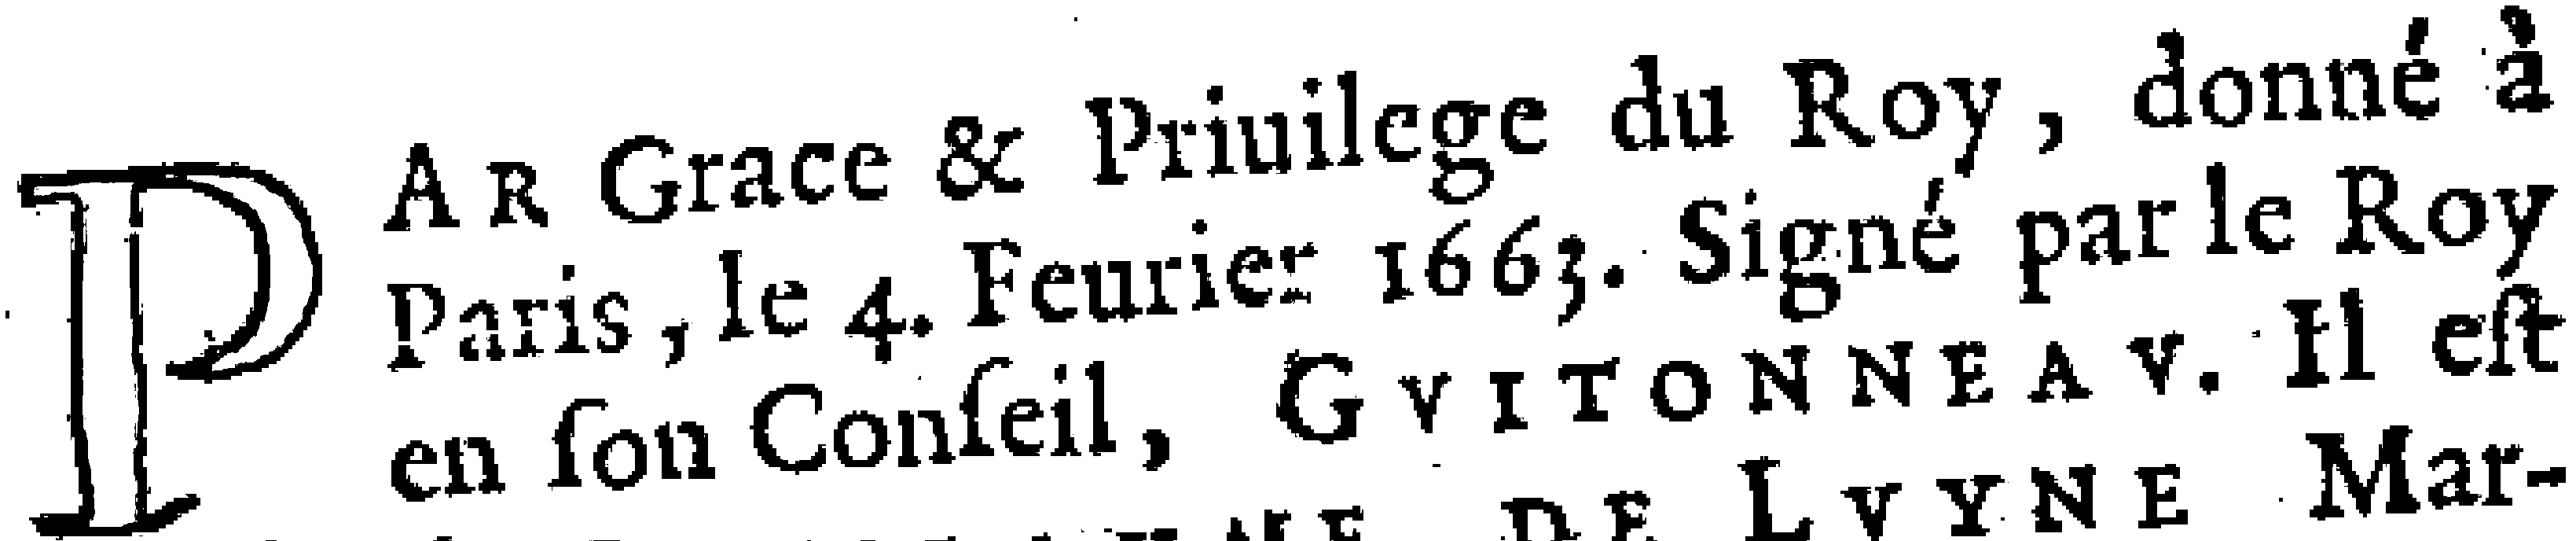 PAR Grace & Priuilege du Roy, donné à
Paris, le 4. Feurier 1663. Signé par le Roy
en ſon Conſeil, GVITONNEAV. Il eſt
DE LVYNE Mar-